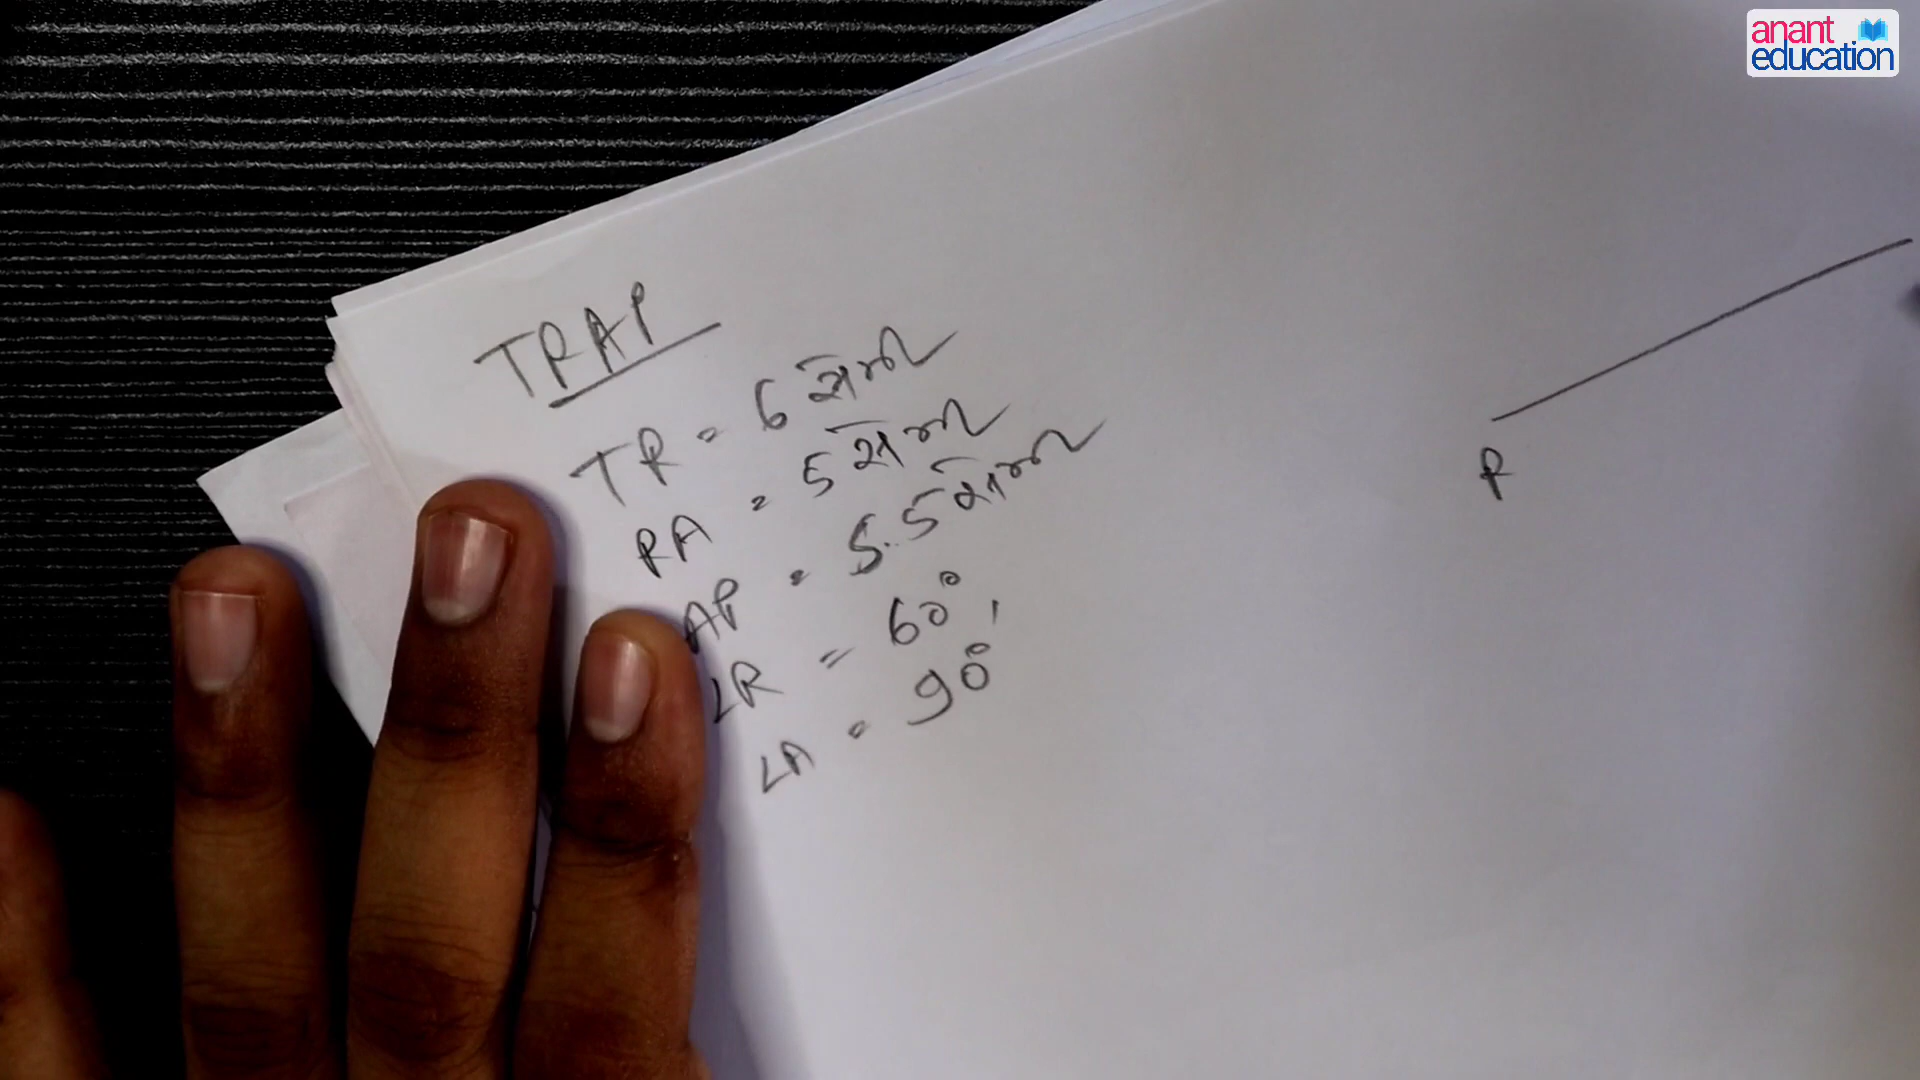 anant
education
TRAP
TR = 6 સેમી
RA = 5 સેમી
AP = 5.5 સેમી
∠R = 60°,
∠A = 90°
R